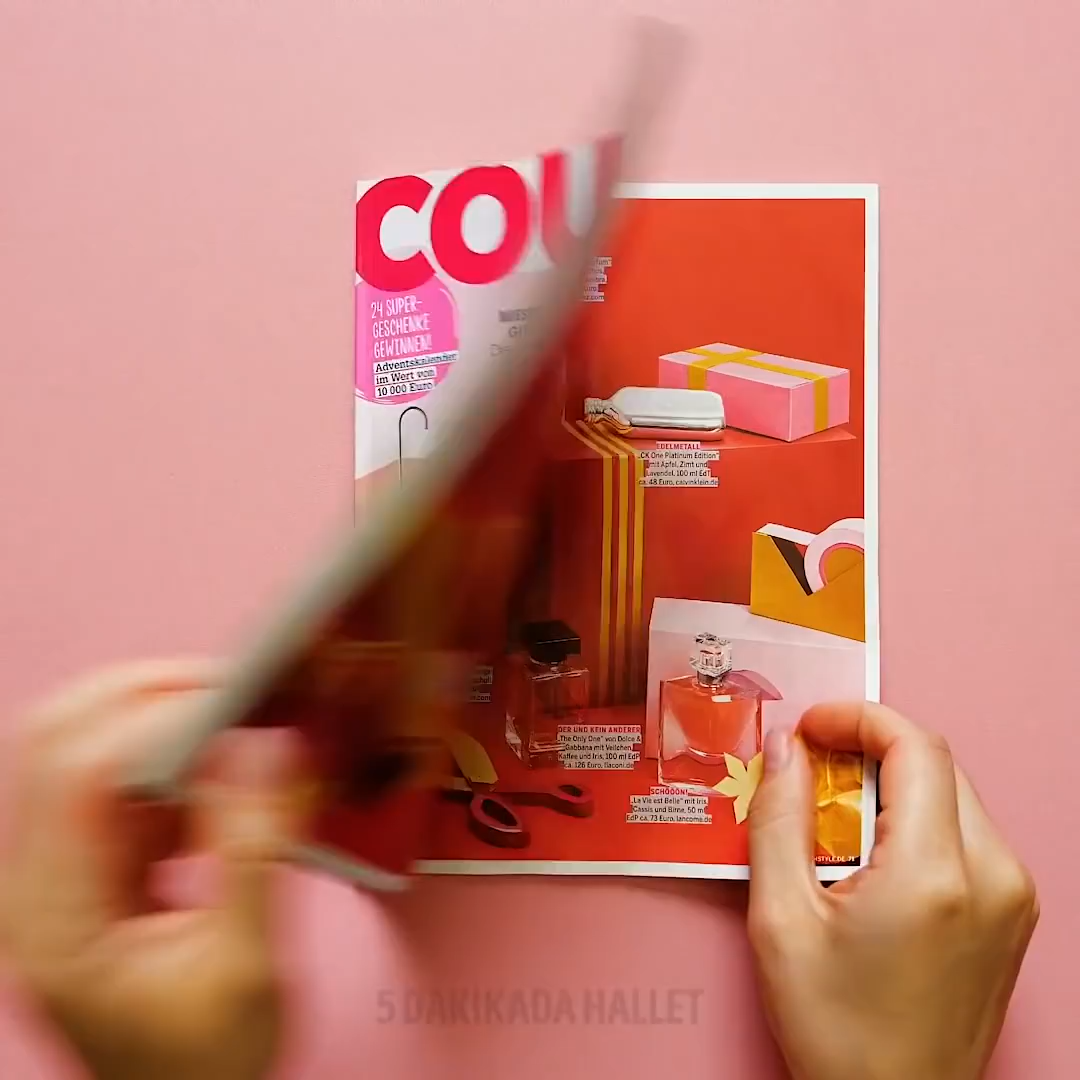 COU
24 SUPER-
GESCHENKE
GEWINNEN!
Adventskalender
im Wert von
10 000 Euro
EDELMETALL
„CK One Platinum Edition“
mit Apfel, Zimt und
Lavendel, 100 ml EdT
ca. 48 Euro, calvinklein.de
DER UND KEIN ANDERER
„The Only One“ von Dolce &
Gabbana mit Veilchen,
Kaffee und Iris, 100 ml EdP
ca. 126 Euro, flaconi.de
SCHÖÖÖN!
„La Vie est Belle“ mit Iris,
Cassis und Birne, 50 ml
EdP ca. 73 Euro, lancome.de
STYLE.DE 71
5 DAKIKADA HALLET